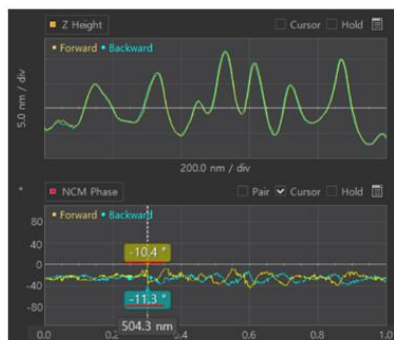 Z Height
Cursor Hold
Forward Backward
5.0 nm / div
200.0 nm / div
NCM Phase
Pair Cursor Hold
°
Forward Backward
80
40
0
-40
-80
-10.4 °
-11.3 °
504.3 nm
0.0 0.2 0.4 0.6 0.8 1.0